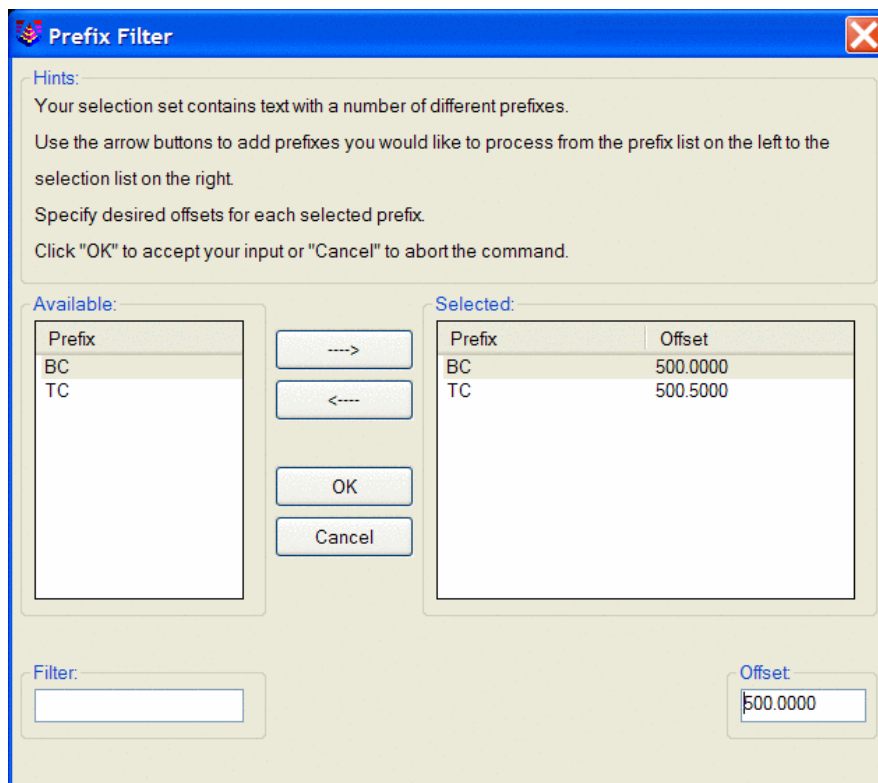 Prefix Filter
Hints:
Your selection set contains text with a number of different prefixes.
Use the arrow buttons to add prefixes you would like to process from the prefix list on the left to the
selection list on the right.
Specify desired offsets for each selected prefix.
Click "OK" to accept your input or "Cancel" to abort the command.
Available:
Prefix
BC
TC
---->
<----
OK
Cancel
Selected:
Prefix Offset
BC 500.0000
TC 500.5000
Filter:
Offset:
500.0000